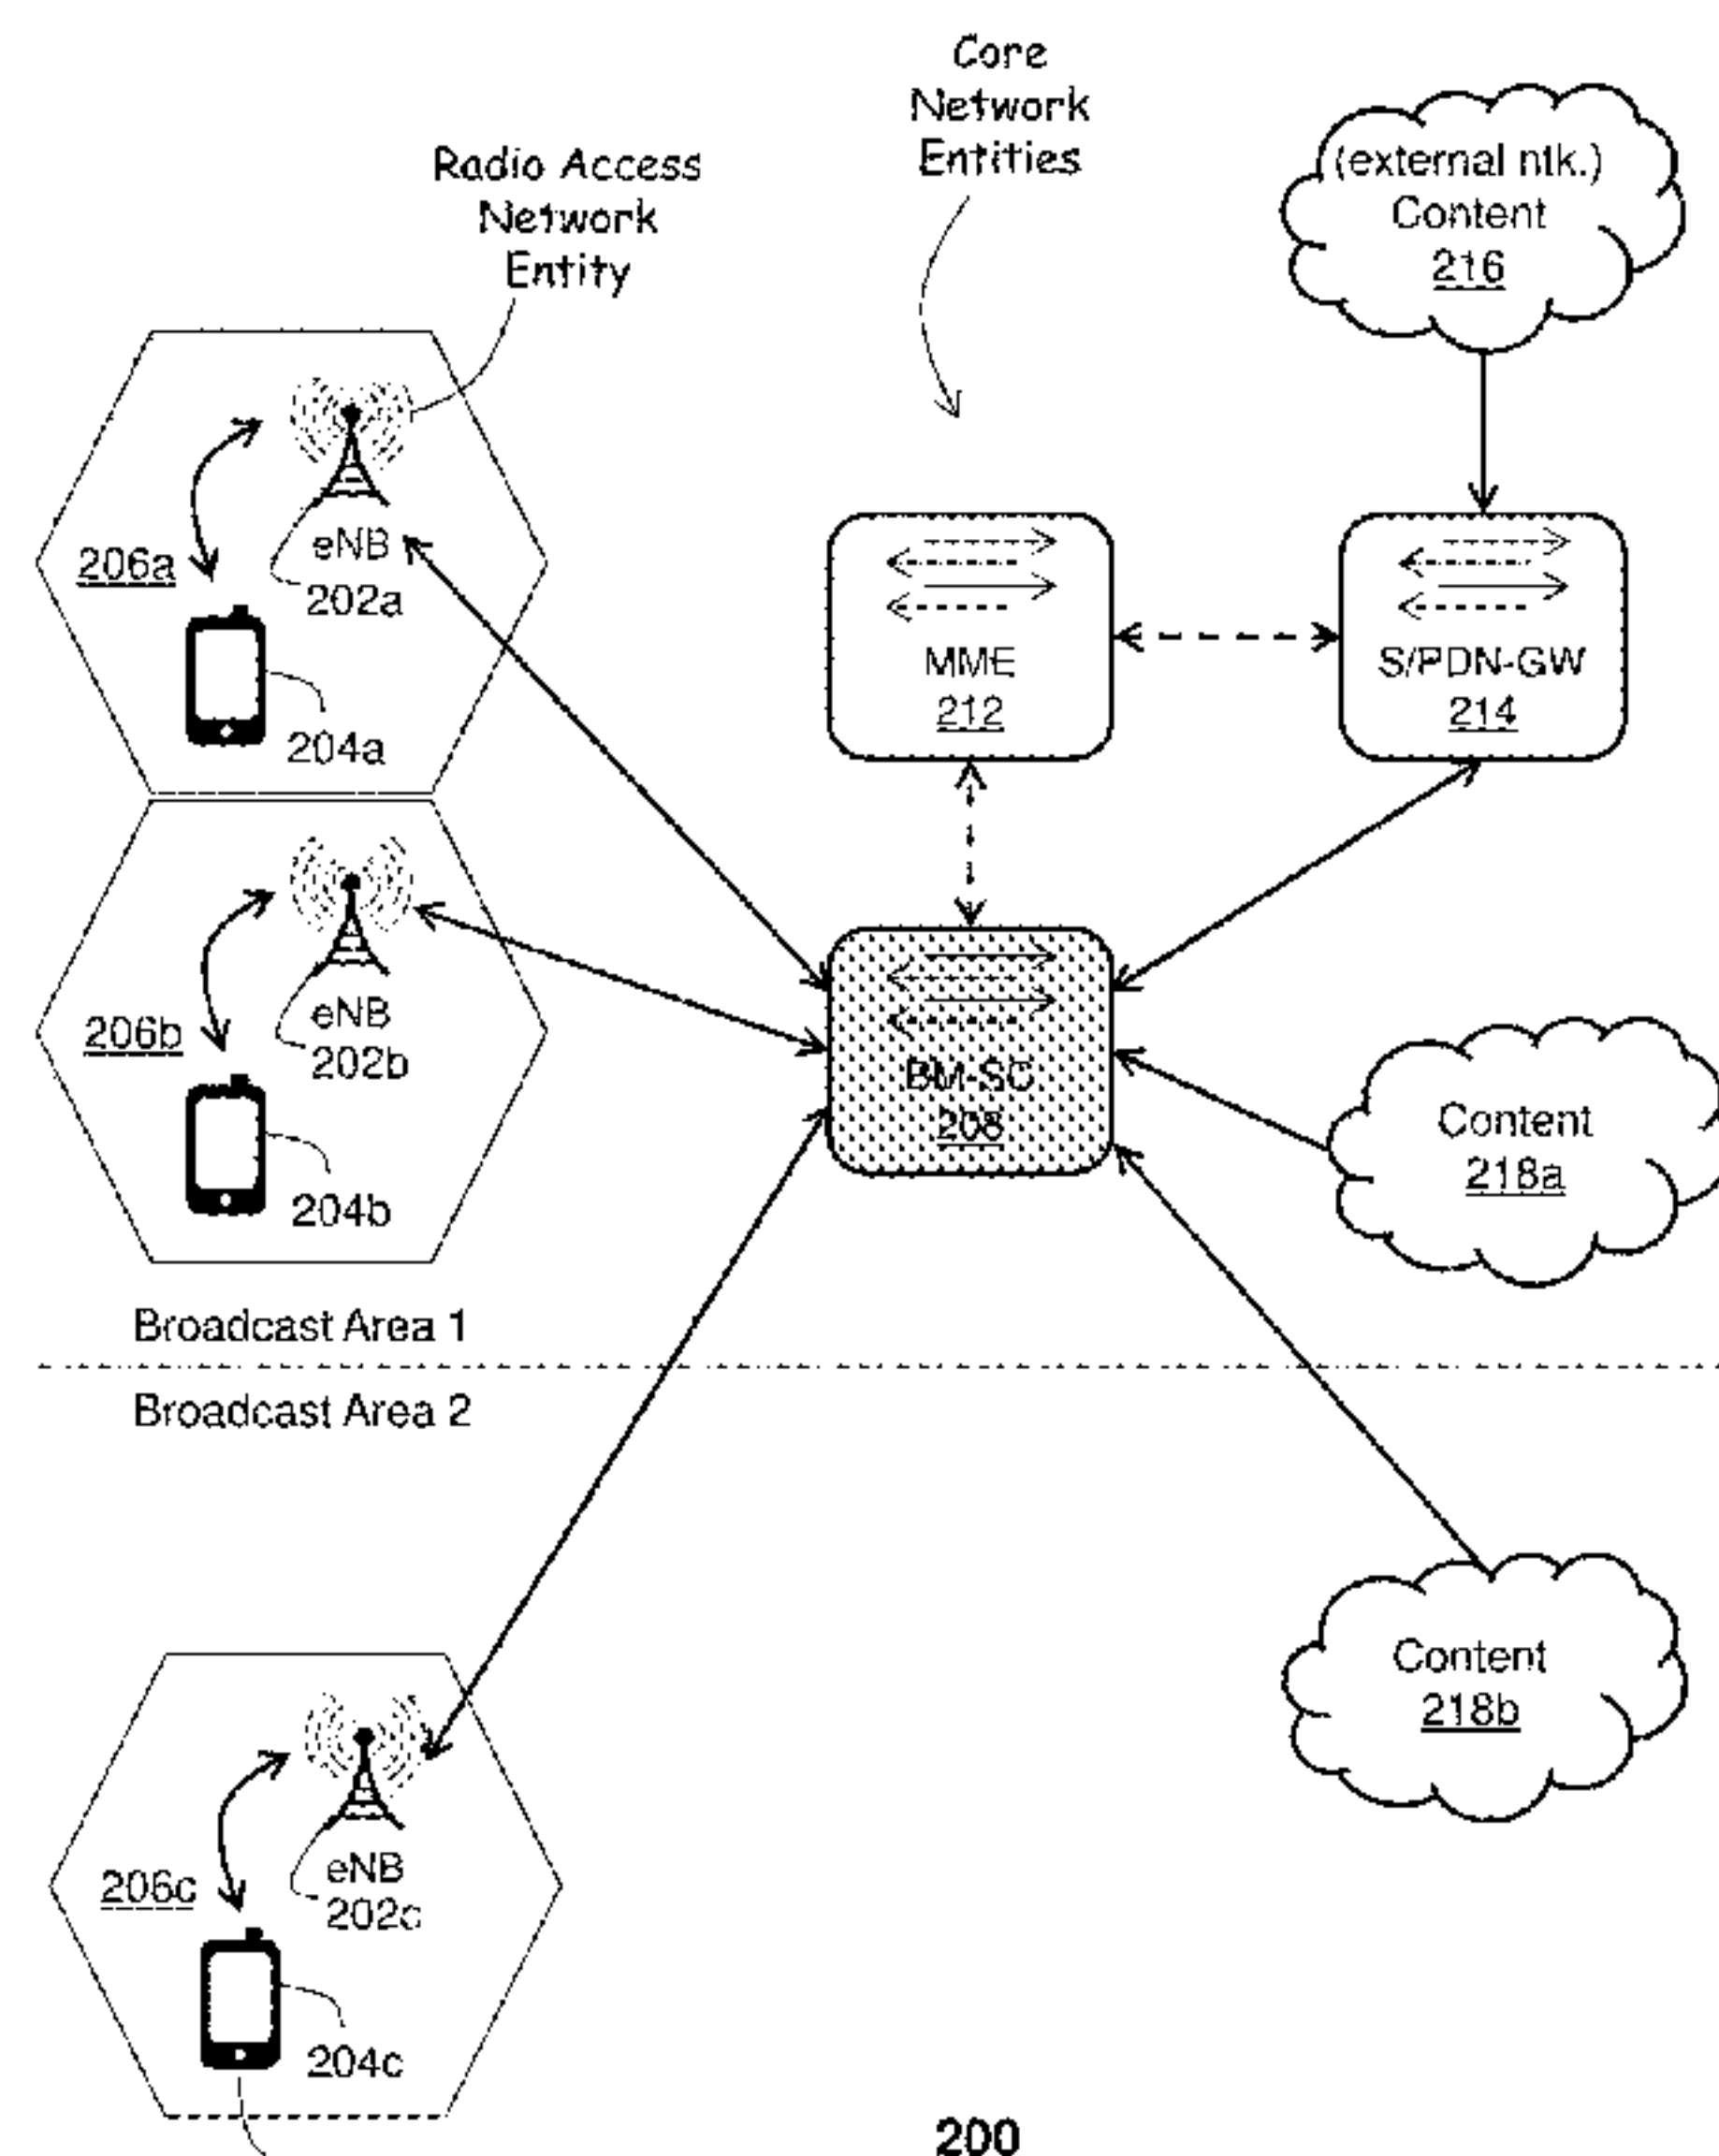 Core
Network
Entities
Radio Access
Network
Entity
(external ntk.)
Content
216
eNB
202a
206a
204a
MME
212
S/PDN-GW
214
eNB
202b
206b
204b
BM-SC
208
Content
218a
Broadcast Area 1
Broadcast Area 2
Content
218b
eNB
202c
206c
204c
200